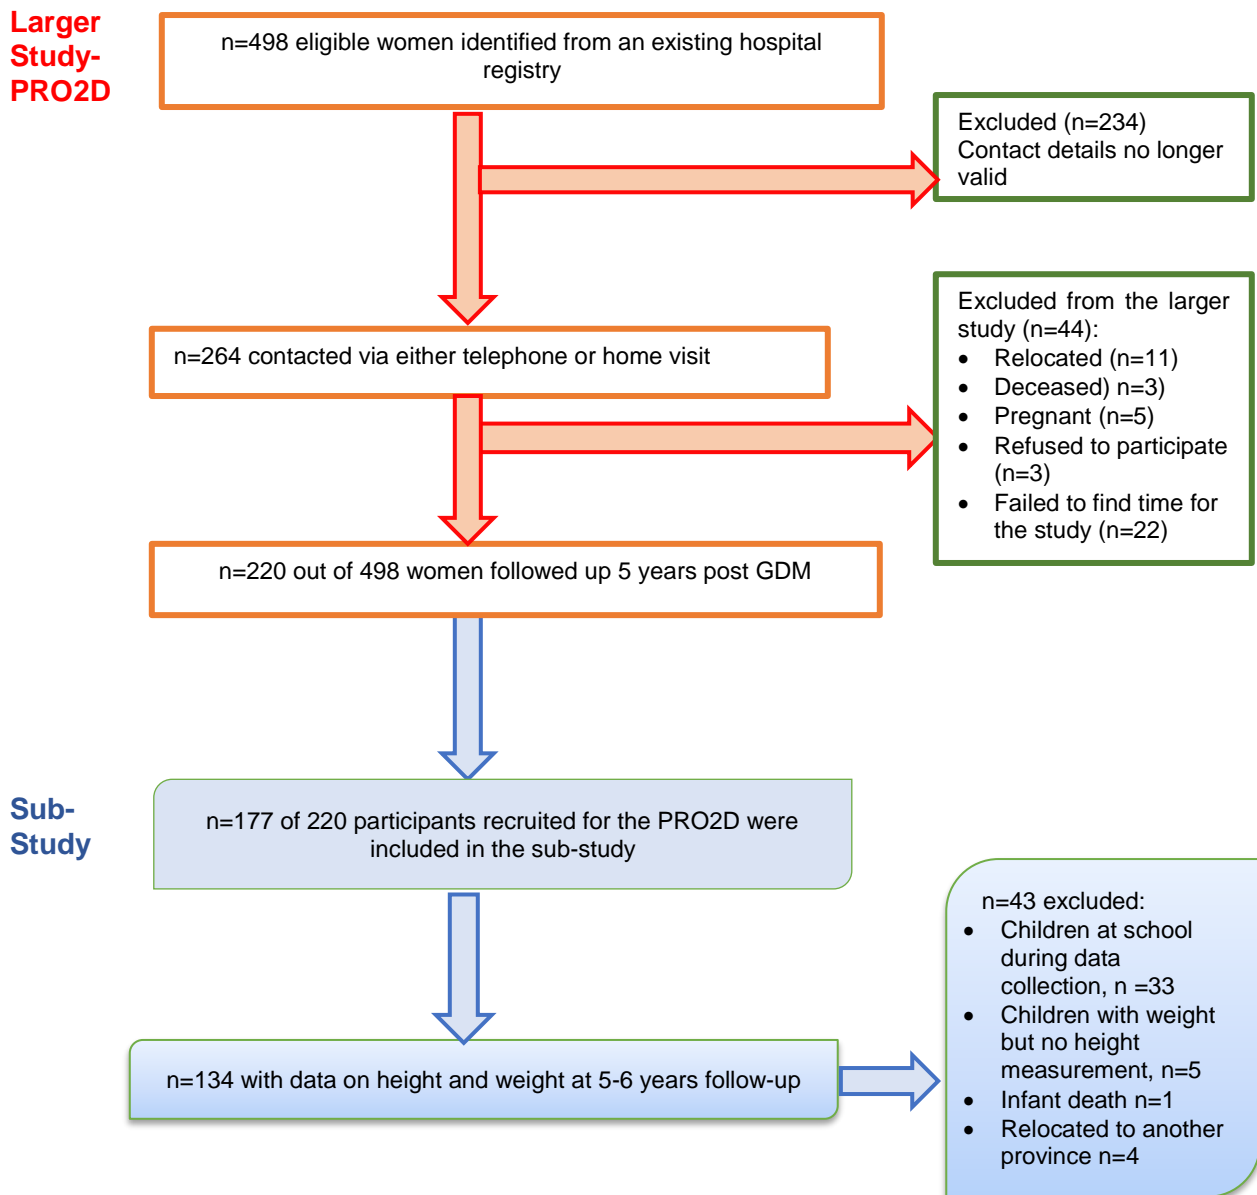 Larger
Study-
PRO2D
n=498 eligible women identified from an existing hospital
registry
Excluded (n=234)
Contact details no longer
valid
n=264 contacted via either telephone or home visit
Excluded from the larger
study (n=44):
• Relocated (n=11)
• Deceased) n=3)
• Pregnant (n=5)
• Refused to participate
(n=3)
• Failed to find time for
the study (n=22)
n=220 out of 498 women followed up 5 years post GDM
Sub-
Study
n=177 of 220 participants recruited for the PRO2D were
included in the sub-study
n=43 excluded:
• Children at school
during data
collection, n =33
• Children with weight
but no height
measurement, n=5
• Infant death n=1
• Relocated to another
province n=4
n=134 with data on height and weight at 5-6 years follow-up